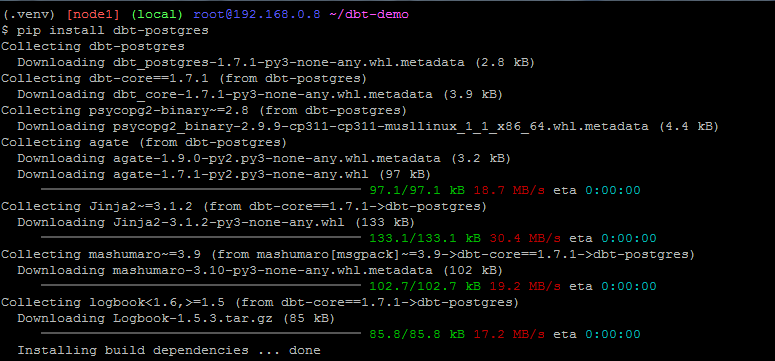 (.venv) [node1] (local) root@192.168.0.8 ~/dbt-demo
$ pip install dbt-postgres
Collecting dbt-postgres
  Downloading dbt_postgres-1.7.1-py3-none-any.whl.metadata (2.8 kB)
Collecting dbt-core==1.7.1 (from dbt-postgres)
  Downloading dbt_core-1.7.1-py3-none-any.whl.metadata (3.9 kB)
Collecting psycopg2-binary~=2.8 (from dbt-postgres)
  Downloading psycopg2_binary-2.9.9-cp311-cp311-musllinux_1_1_x86_64.whl.metadata (4.4 kB)
Collecting agate (from dbt-postgres)
  Downloading agate-1.9.0-py2.py3-none-any.whl.metadata (3.2 kB)
  Downloading agate-1.7.1-py2.py3-none-any.whl (97 kB)
97.1/97.1 kB 18.7 MB/s eta 0:00:00
Collecting Jinja2~=3.1.2 (from dbt-core==1.7.1->dbt-postgres)
  Downloading Jinja2-3.1.2-py3-none-any.whl (133 kB)
133.1/133.1 kB 30.4 MB/s eta 0:00:00
Collecting mashumaro~=3.9 (from mashumaro[msgpack]~=3.9->dbt-core==1.7.1->dbt-postgres)
  Downloading mashumaro-3.10-py3-none-any.whl.metadata (102 kB)
102.7/102.7 kB 19.2 MB/s eta 0:00:00
Collecting logbook<1.6,>=1.5 (from dbt-core==1.7.1->dbt-postgres)
  Downloading Logbook-1.5.3.tar.gz (85 kB)
85.8/85.8 kB 17.2 MB/s eta 0:00:00
  Installing build dependencies ... done